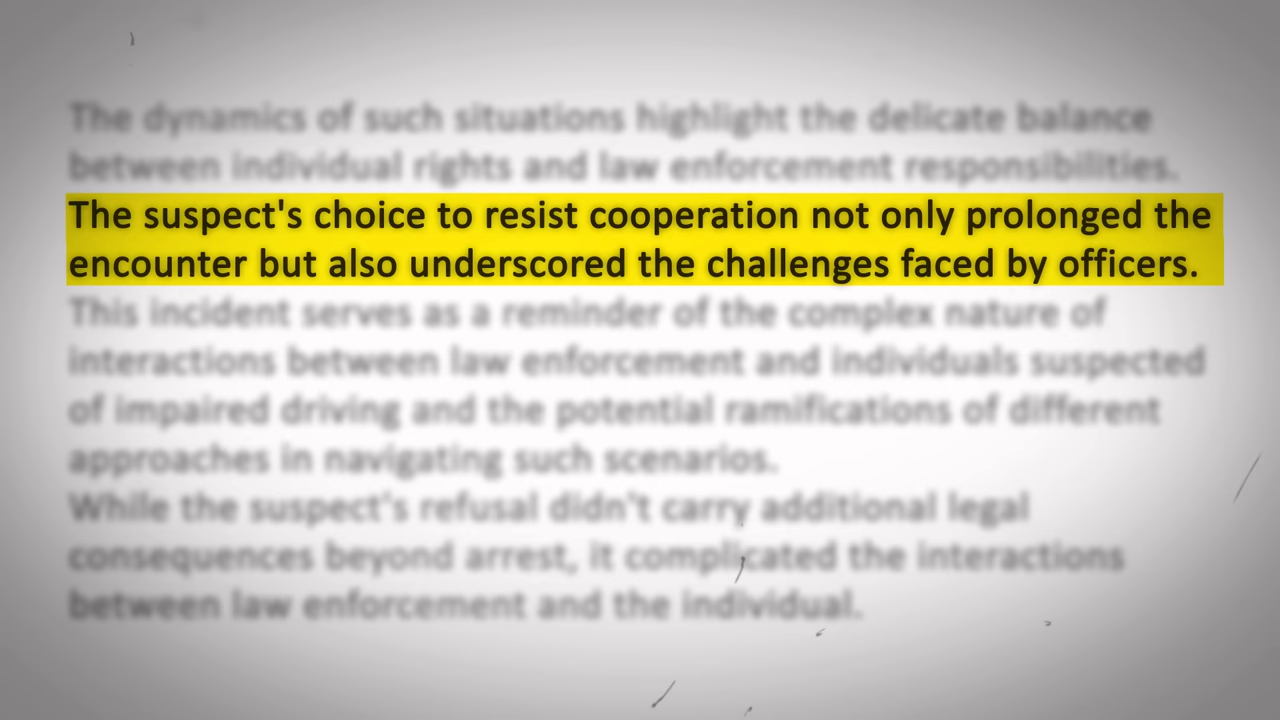 The dynamics of such situations highlight the delicate balance
between individual rights and law enforcement responsibilities.
The suspect's choice to resist cooperation not only prolonged the
encounter but also underscored the challenges faced by officers.
This incident serves as a reminder of the complex nature of
interactions between law enforcement and individuals suspected
of impaired driving and the potential ramifications of different
approaches in navigating such scenarios.
While the suspect's refusal didn't carry additional legal
consequences beyond arrest, it complicated the interactions
between law enforcement and the individual.